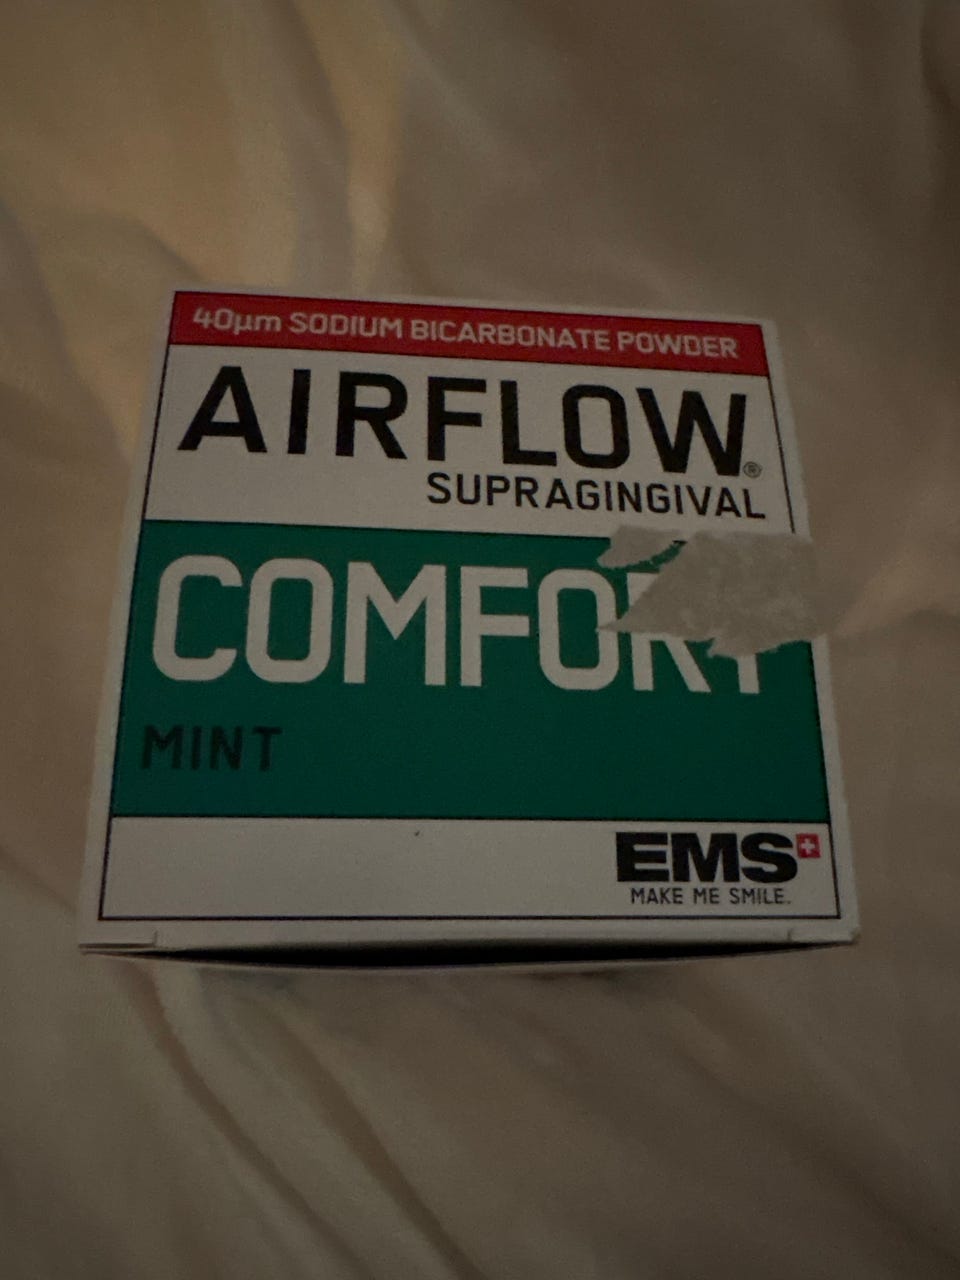 40µm SODIUM BICARBONATE POWDER
AIRFLOW®
SUPRAGINGIVAL
COMFORT
MINT
EMS
MAKE ME SMILE.